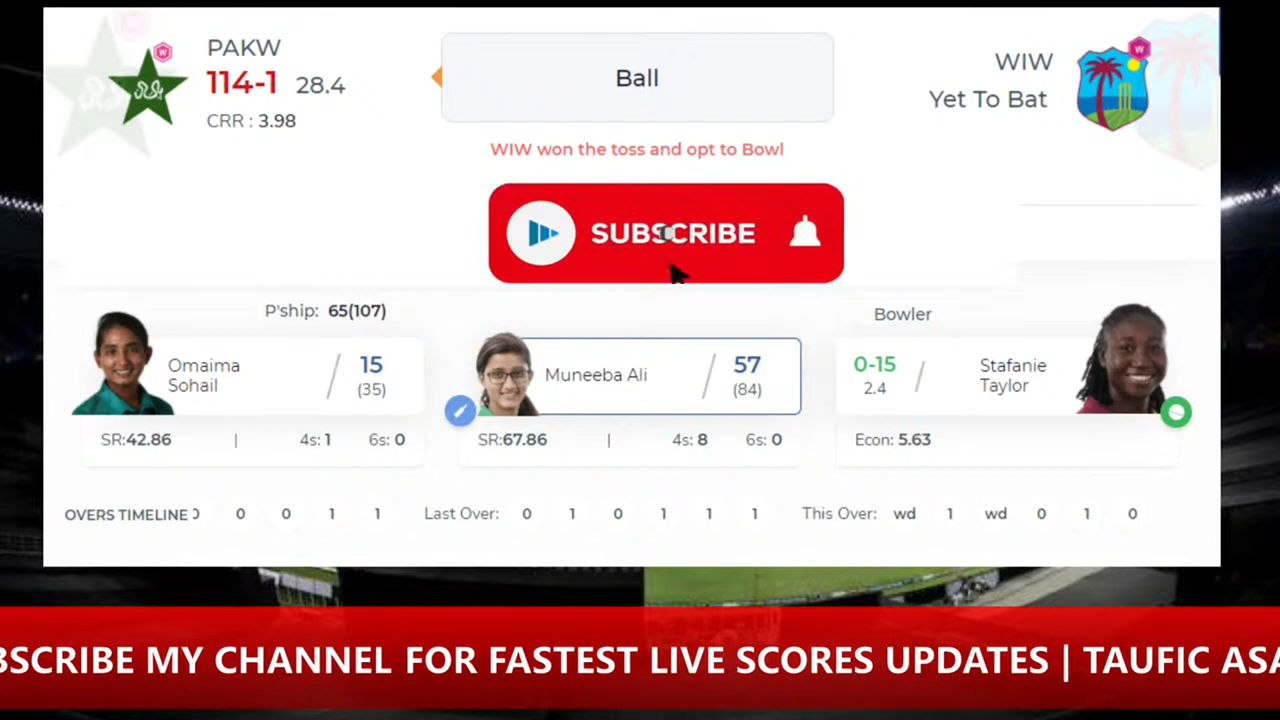 PAKW
114-1 28.4
CRR : 3.98
Ball
WIW won the toss and opt to Bowl
WIW
Yet To Bat
W
W
SUBSCRIBE
P'ship: 65(107)
Bowler
Omaima
Sohail
15
(35)
Muneeba Ali
57
(84)
0-15
2.4
Stafanie
Taylor
SR:42.86 | 4s: 1 6s: 0
SR:67.86 | 4s: 8 6s: 0
Econ: 5.63
OVERS TIMELINE 0 0 1 1 Last Over: 0 1 0 1 1 1 This Over: wd 1 wd 0 1 0
BSCRIBE MY CHANNEL FOR FASTEST LIVE SCORES UPDATES | TAUFIC ASA